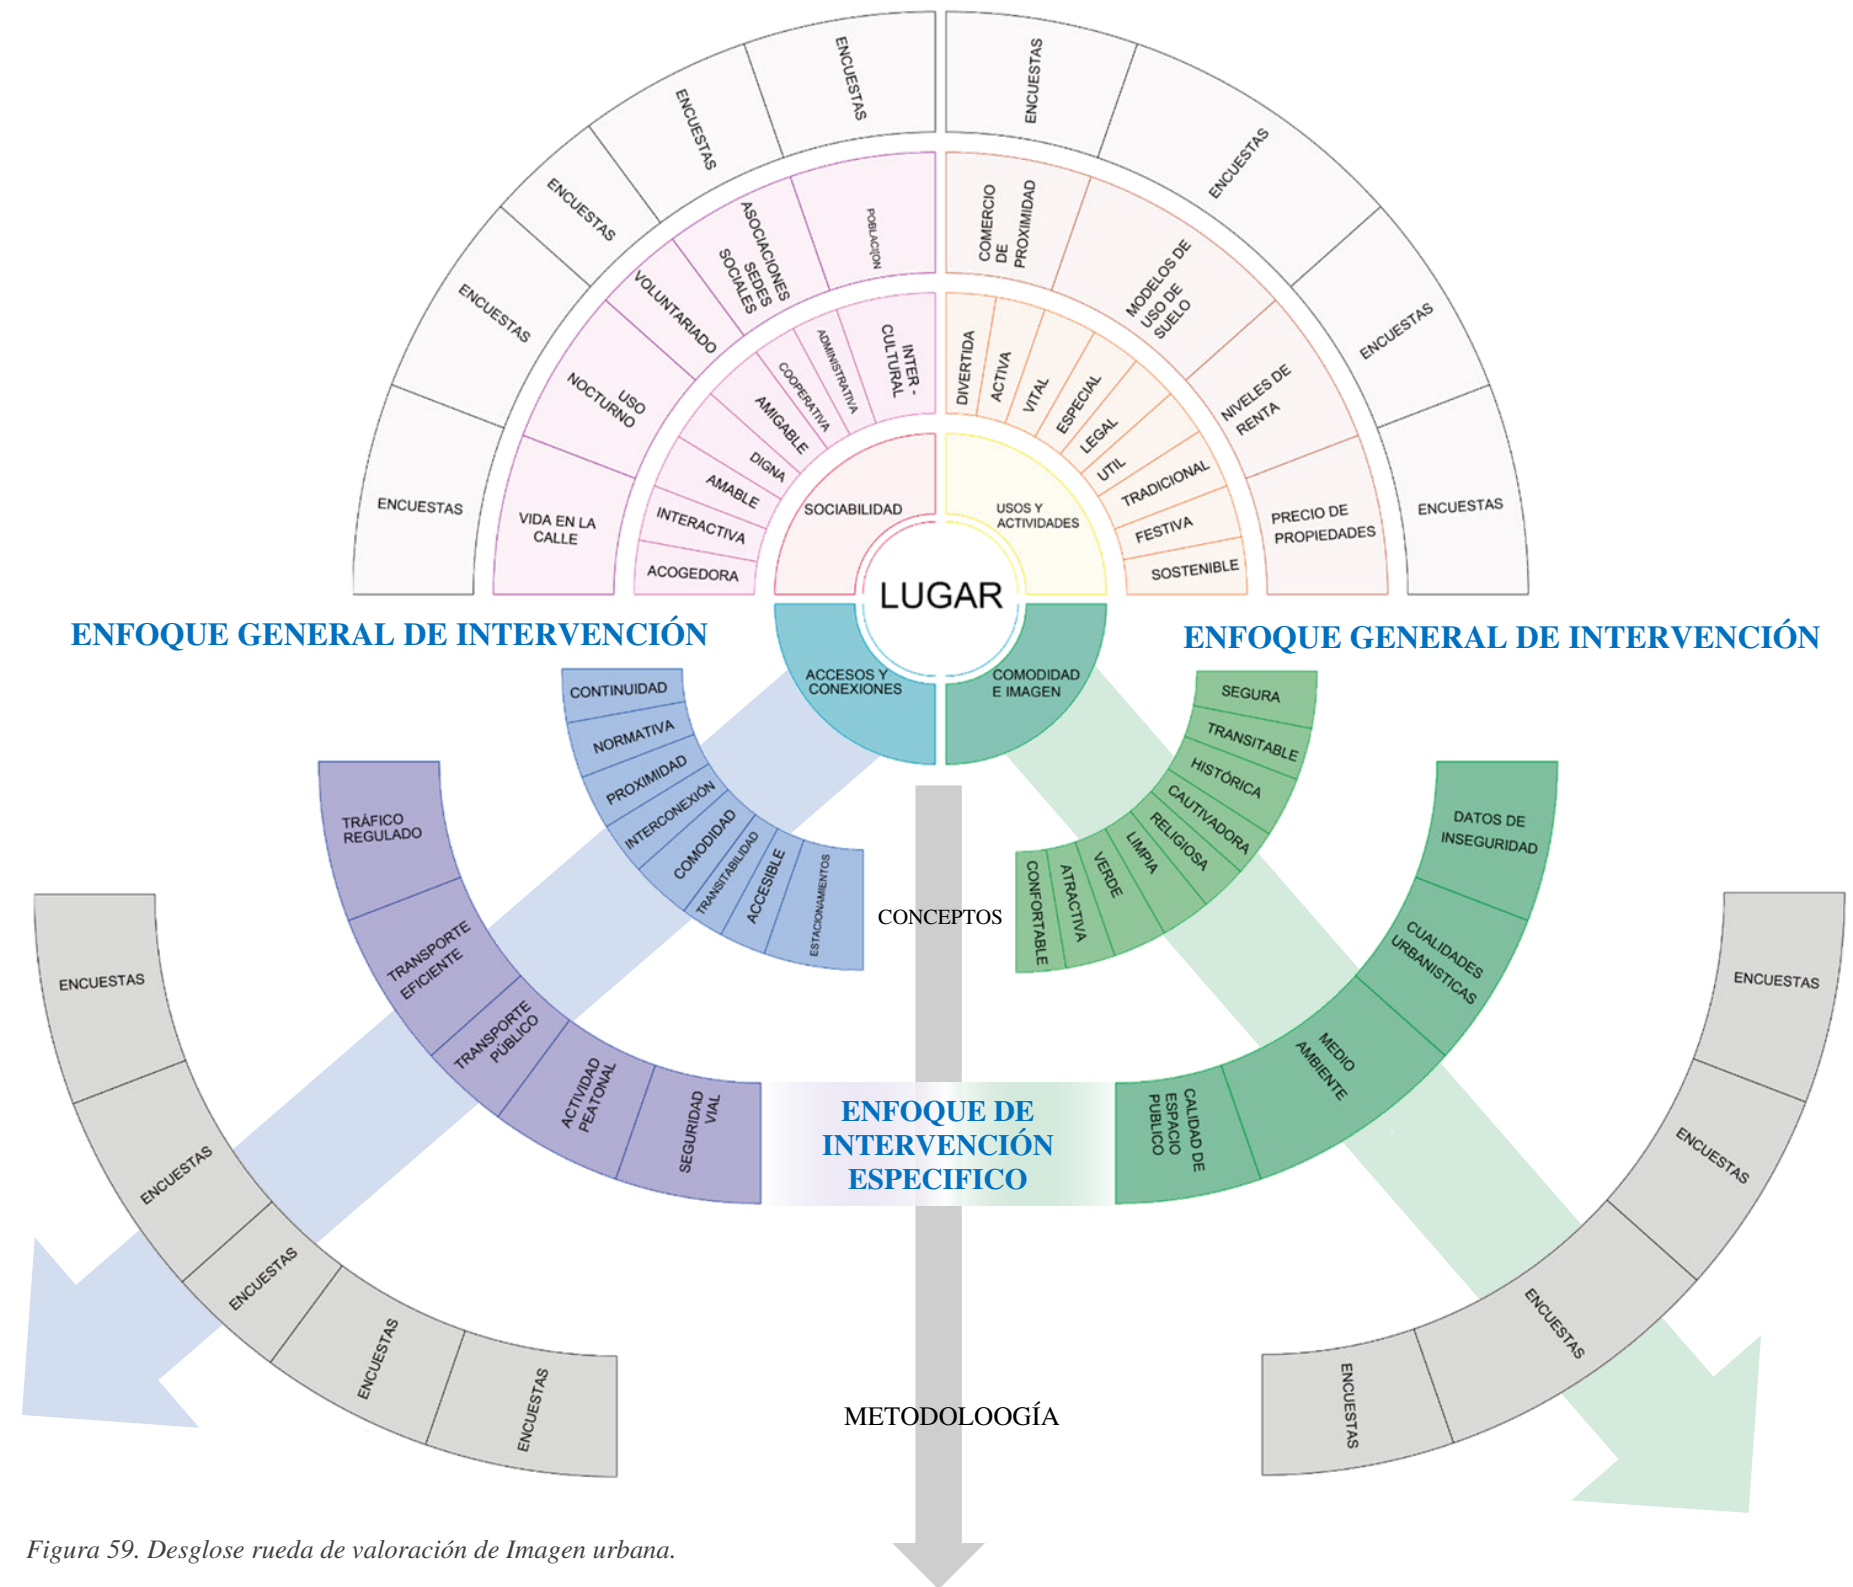 ENCUESTAS
ENCUESTAS
ENCUESTAS
ENCUESTAS
ENCUESTAS
ENCUESTAS
ENCUESTAS
ENCUESTAS
ENCUESTAS
VIDA EN LA
CALLE
USO
NOCTURNO
VOLUNTARIADO
ASOCIACIONES
SEDES
SOCIALES
POBLACI[ON
COMERCIO
DE
PROXIMIDAD
MODELOS DE
USO DE
SUELO
NIVELES DE
RENTA
PRECIO DE
PROPIEDADES
ACOGEDORA
INTERACTIVA
AMABLE
DIGNA
AMIGABLE
COOPERATIVA
ADMINISTRATIVA
INTER -
CULTURAL
DIVERTIDA
ACTIVA
VITAL
ESPECIAL
LEGAL
UTIL
TRADICIONAL
FESTIVA
SOSTENIBLE
SOCIABILIDAD
USOS Y
ACTIVIDADES
LUGAR
ENFOQUE GENERAL DE INTERVENCIÓN
ENFOQUE GENERAL DE INTERVENCIÓN
ACCESOS Y
CONEXIONES
COMODIDAD
E IMAGEN
CONTINUIDAD
NORMATIVA
PROXIMIDAD
INTERCONEXIÓN
COMODIDAD
TRANSITABILIDAD
ACCESIBLE
ESTACIONAMIENTOS
CONCEPTOS
SEGURA
TRANSITABLE
HISTÓRICA
CAUTIVADORA
RELIGIOSA
LIMPIA
VERDE
ATRACTIVA
CONFORTABLE
TRÁFICO
REGULADO
TRANSPORTE
EFICIENTE
TRANSPORTE
PÚBLICO
ACTIVIDAD
PEATONAL
SEGURIDAD
VIAL
ENFOQUE DE
INTERVENCIÓN
ESPECIFICO
DATOS DE
INSEGURIDAD
CUALIDADES
URBANISTICAS
MEDIO
AMBIENTE
CALIDAD DE
ESPACIO
PUBLICO
ENCUESTAS
ENCUESTAS
ENCUESTAS
ENCUESTAS
ENCUESTAS
METODOLOOGÍA
ENCUESTAS
ENCUESTAS
ENCUESTAS
ENCUESTAS
Figura 59. Desglose rueda de valoración de Imagen urbana.